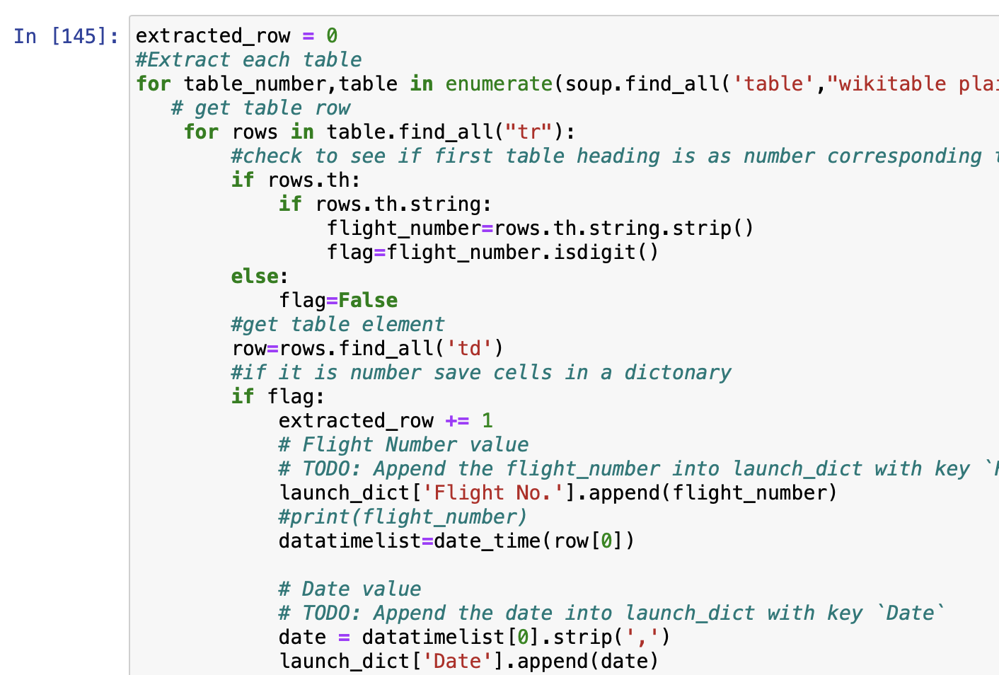 In [145]: extracted_row = 0
#Extract each table
for table_number,table in enumerate(soup.find_all('table',"wikitable
# get table row
for rows in table.find_all("tr"):
#check to see if first table heading is as number corresponding
if rows.th:
if rows.th.string:
flight_number=rows.th.string.strip()
flag=flight_number.isdigit()
else:
flag=False
#get table element
row=rows.find_all('td')
#if it is number save cells in a dictonary
if flag:
extracted_row += 1
# Flight Number value
# TODO: Append the flight_number into launch_dict with key
launch_dict['Flight No.'].append(flight_number)
#print(flight_number)
datatimelist=date_time(row[0])
# Date value
# TODO: Append the date into launch_dict with key `Date`
date = datatimelist[0].strip(',')
launch_dict['Date'].append(date)